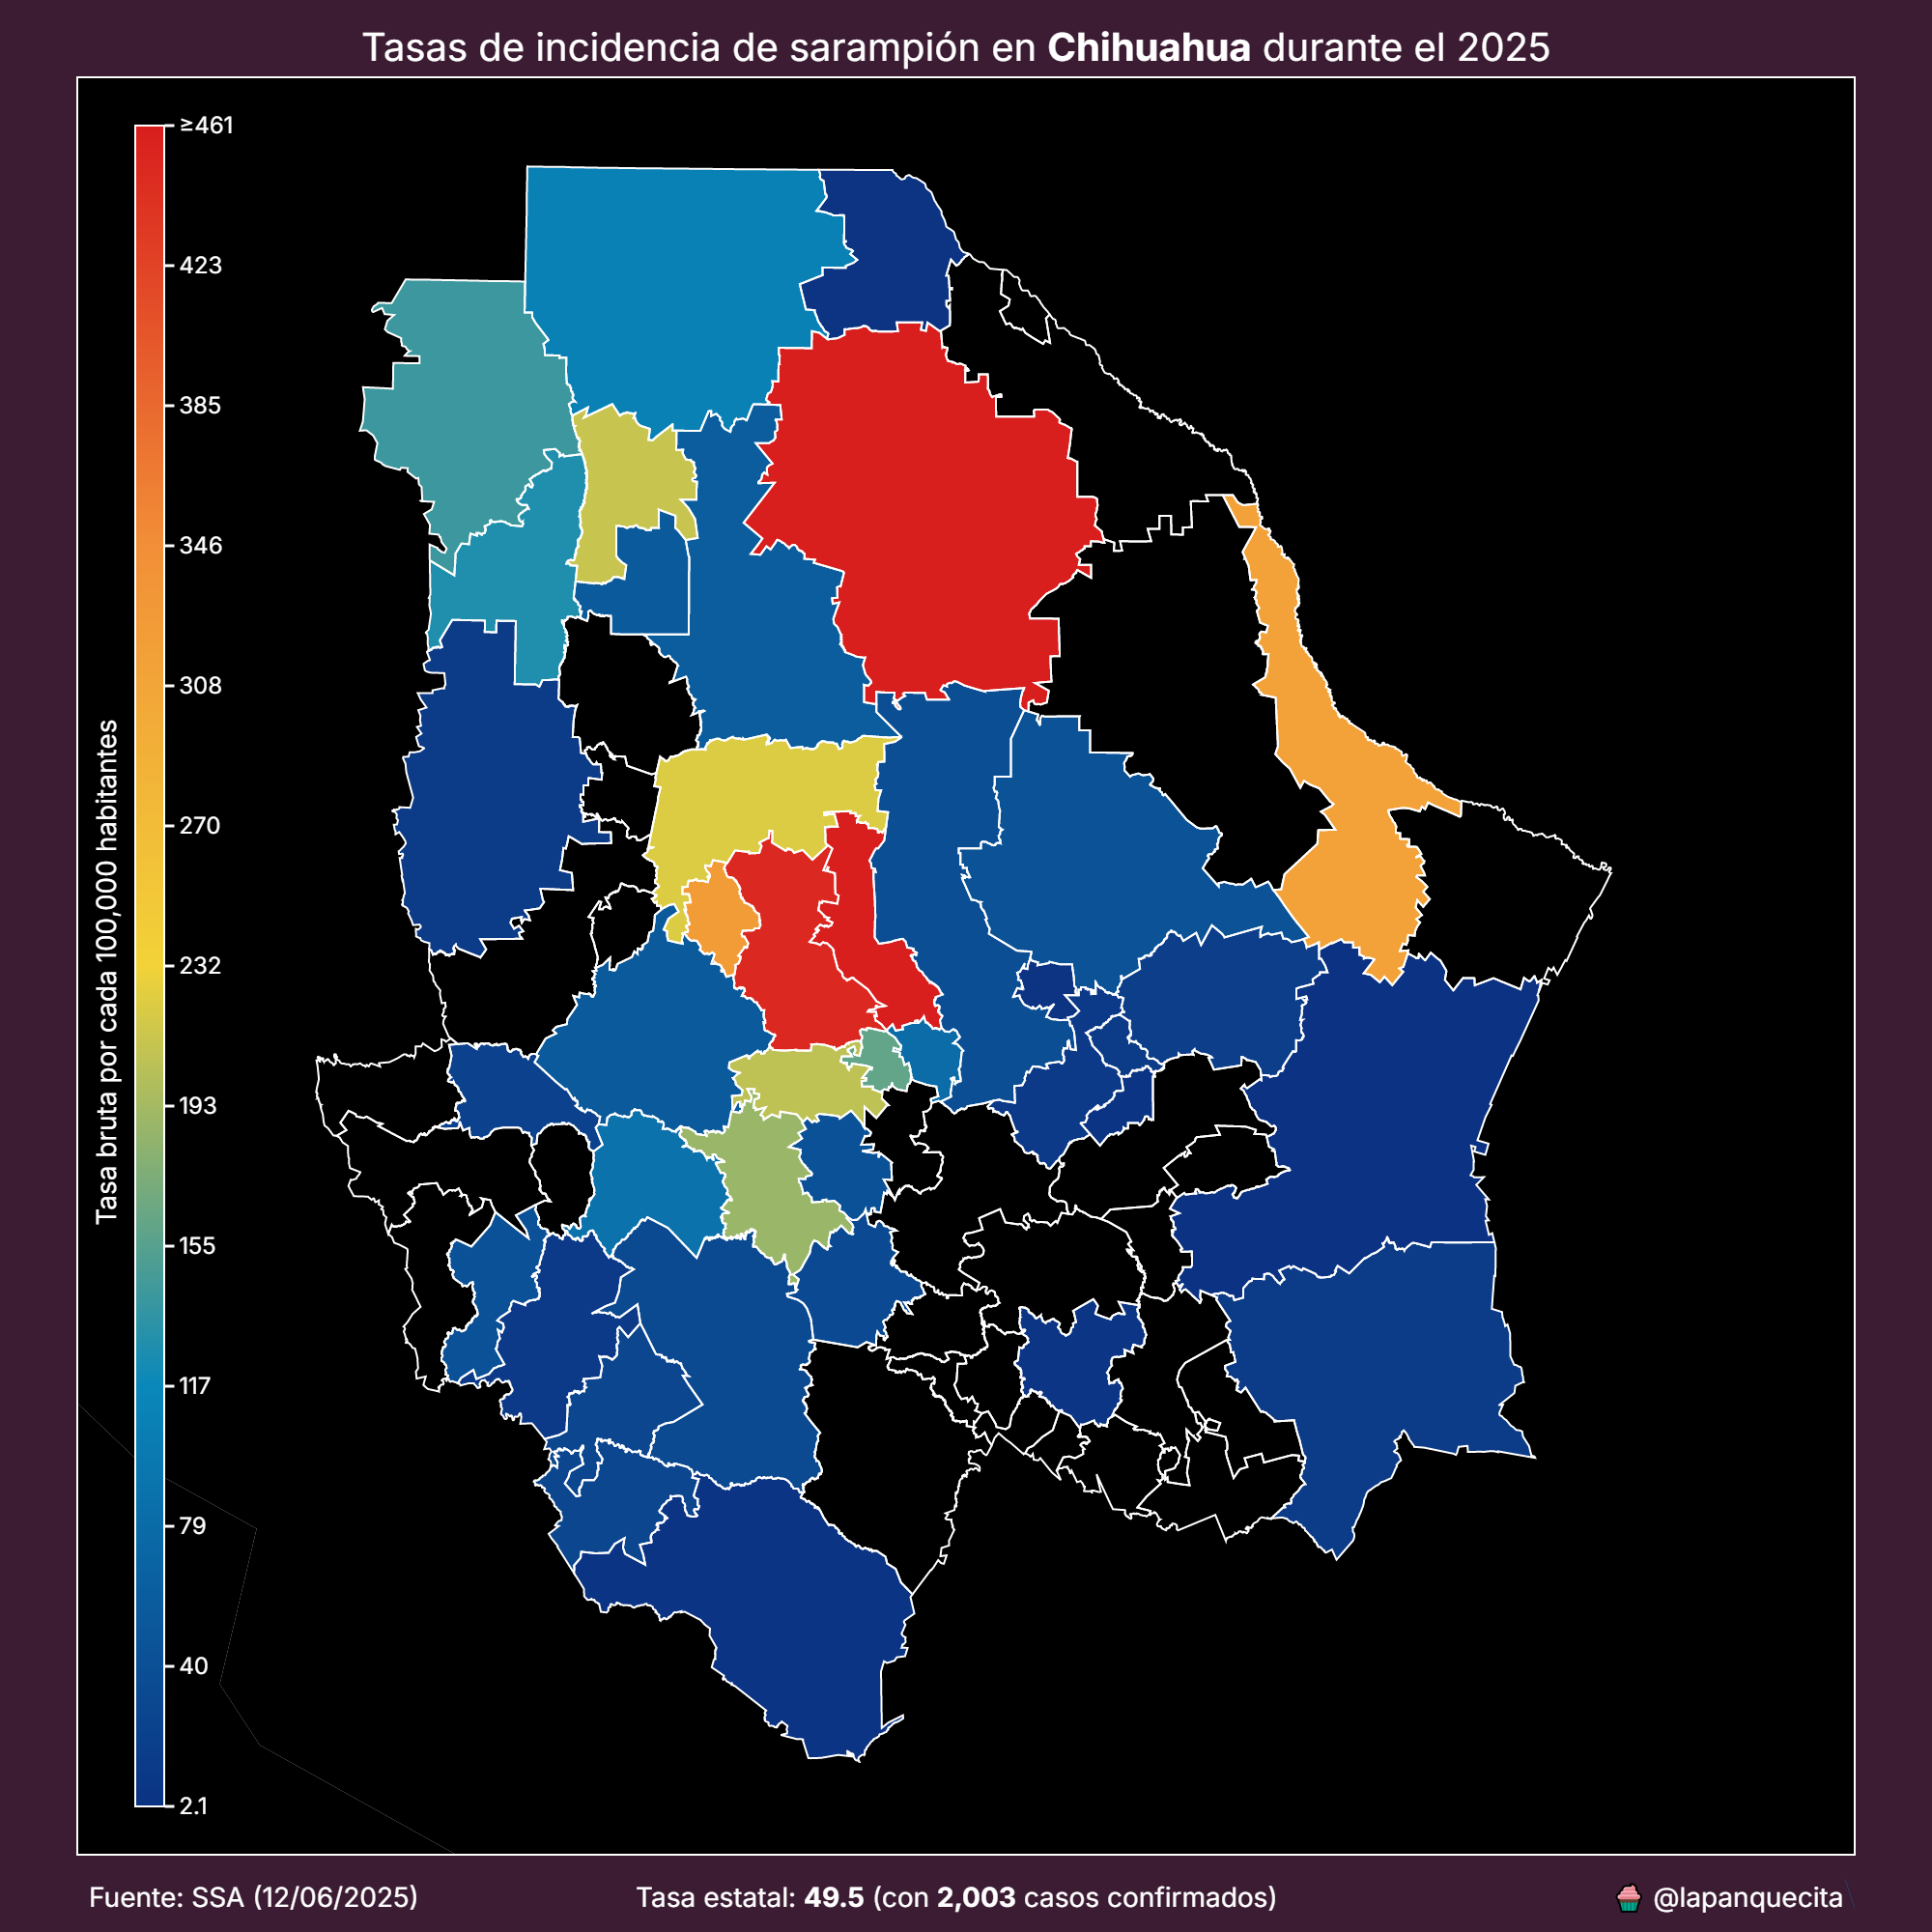 Tasas de incidencia de sarampión en Chihuahua durante el 2025
≥461
423
385
346
308
270
232
193
155
117
79
40
2.1
Tasa bruta por cada 100,000 habitantes
Fuente: SSA (12/06/2025)
Tasa estatal: 49.5 (con 2,003 casos confirmados)
@lapanquecita